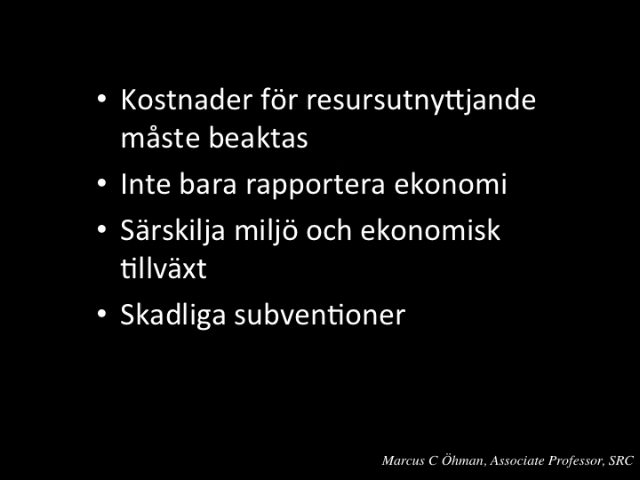 • Kostnader för resursutnyttjande
måste beaktas
• Inte bara rapportera ekonomi
• Särskilja miljö och ekonomisk
tillväxt
• Skadliga subventioner
Marcus C Öhman, Associate Professor, SRC